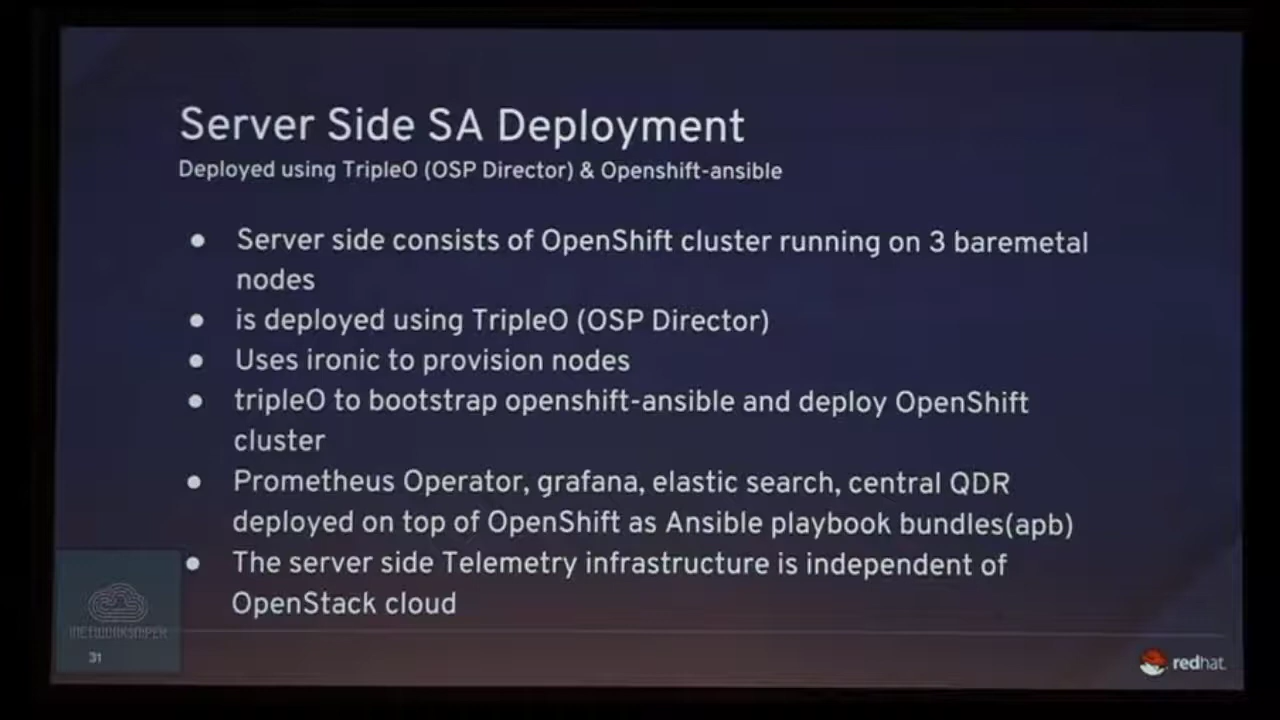 Server Side SA Deployment
Deployed using TripleO (OSP Director) & Openshift-ansible
● Server side consists of OpenShift cluster running on 3 baremetal
nodes
● is deployed using TripleO (OSP Director)
● Uses ironic to provision nodes
● tripleO to bootstrap openshift-ansible and deploy OpenShift
cluster
● Prometheus Operator, grafana, elastic search, central QDR
deployed on top of OpenShift as Ansible playbook bundles(apb)
● The server side Telemetry infrastructure is independent of
OpenStack cloud
NETWORKSNIPER
31
redhat.